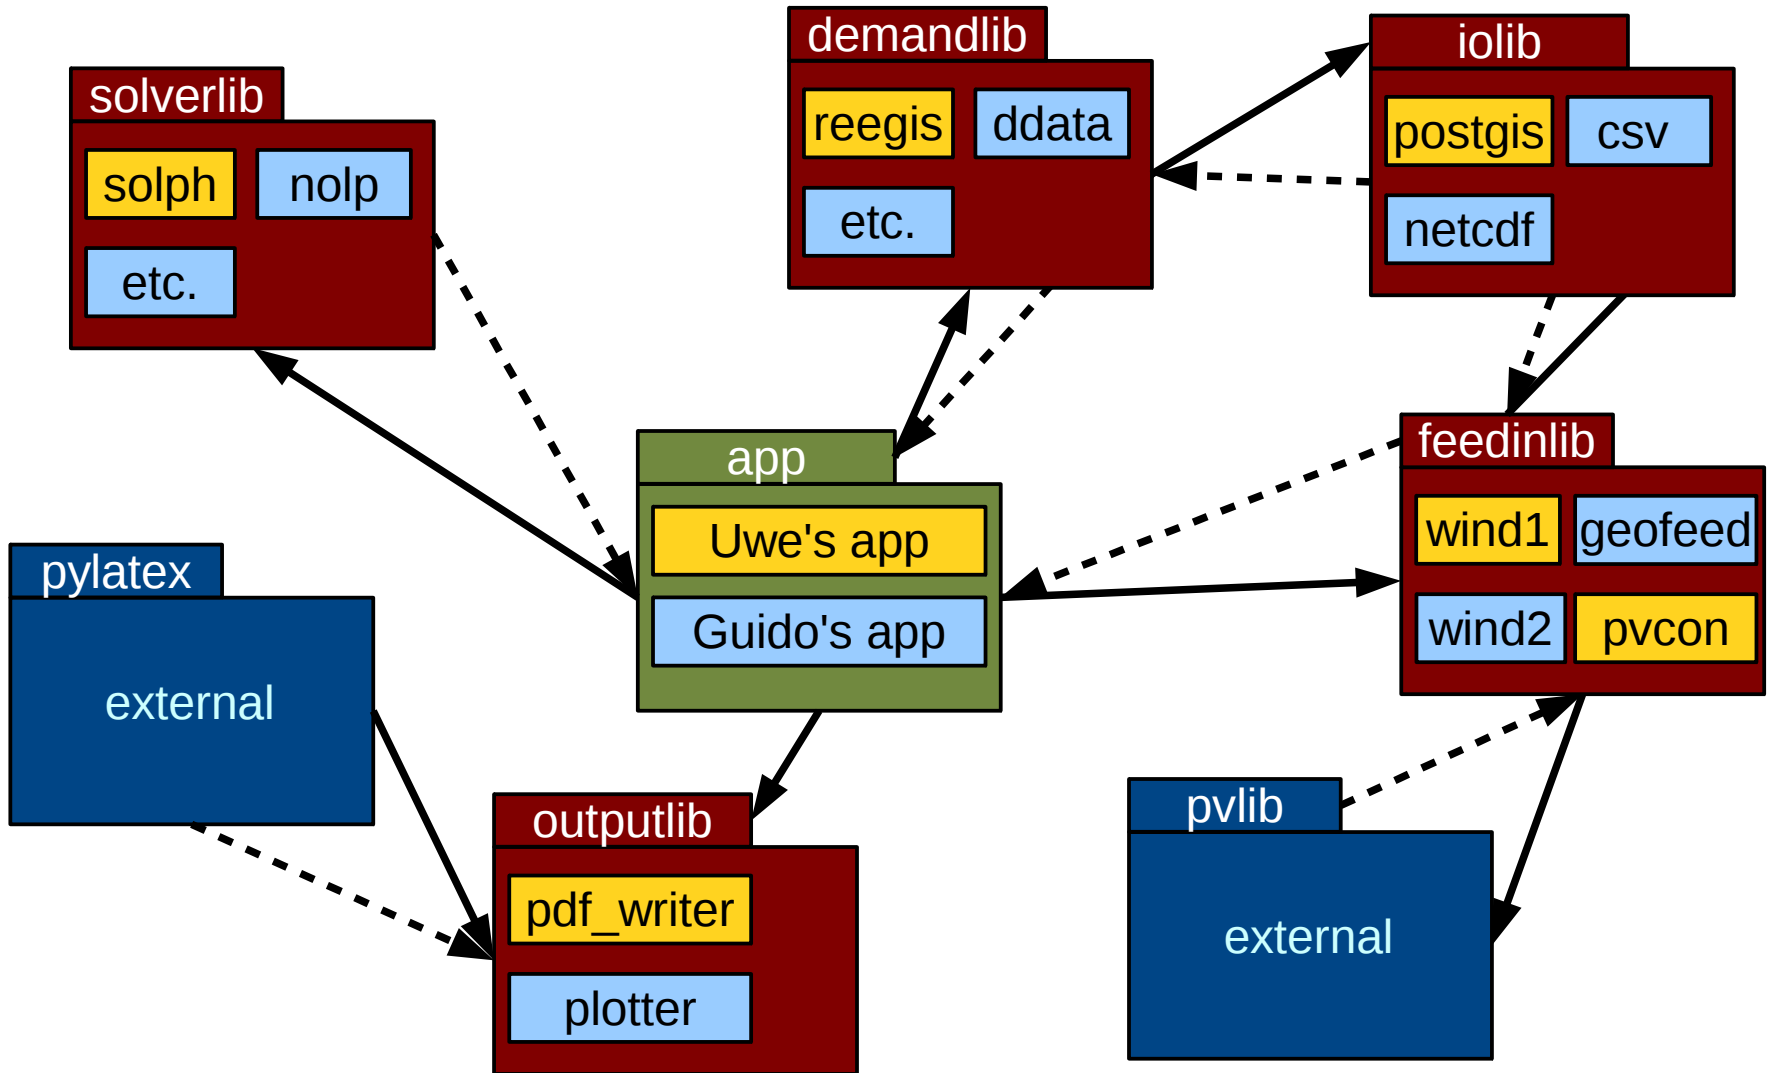 demandlib
reegis
ddata
etc.
iolib
postgis
csv
netcdf
solverlib
solph
nolp
etc.
app
Uwe's app
Guido's app
feedinlib
wind1
geofeed
wind2
pvcon
pylatex
external
outputlib
pdf_writer
plotter
pvlib
external